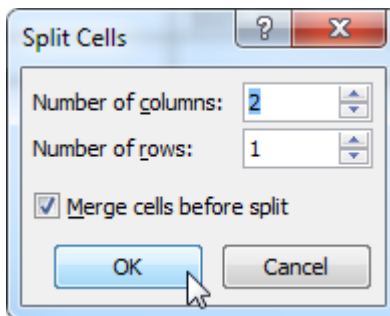 Split Cells
Number of columns: 2
Number of rows: 1
Merge cells before split
OK Cancel